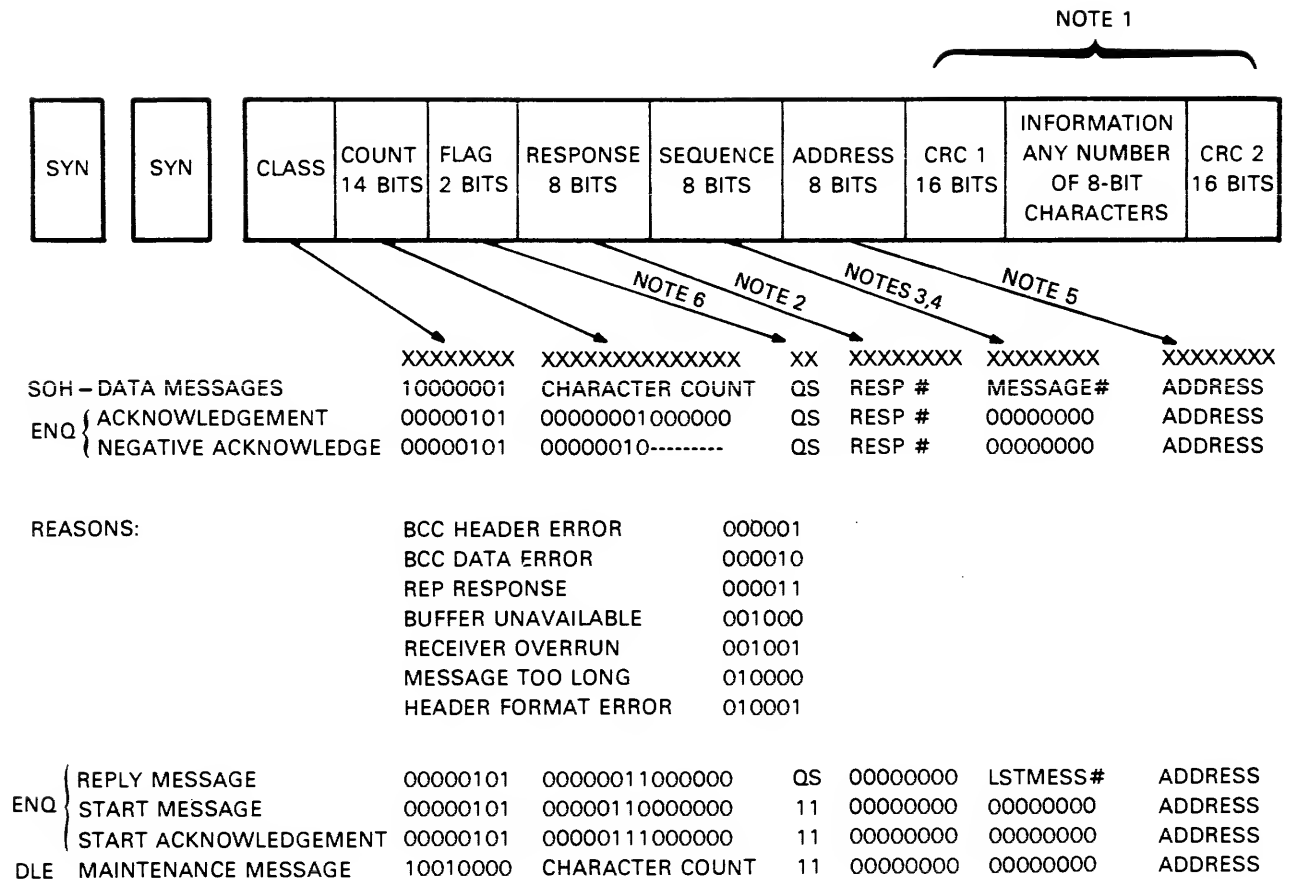 NOTE 1
SYN SYN CLASS COUNT 14 BITS FLAG 2 BITS RESPONSE 8 BITS SEQUENCE 8 BITS ADDRESS 8 BITS CRC 1 16 BITS INFORMATION ANY NUMBER OF 8-BIT CHARACTERS CRC 2 16 BITS
NOTE 6 NOTE 2 NOTES 3,4 NOTE 5
XXXXXXXX XXXXXXXXXXXXXX XX XXXXXXXX XXXXXXXX XXXXXXXX
SOH – DATA MESSAGES 10000001 CHARACTER COUNT QS RESP # MESSAGE# ADDRESS
ENQ { ACKNOWLEDGEMENT 00000101 00000001000000 QS RESP # 00000000 ADDRESS
NEGATIVE ACKNOWLEDGE 00000101 00000010--------- QS RESP # 00000000 ADDRESS
REASONS: BCC HEADER ERROR 000001
BCC DATA ERROR 000010
REP RESPONSE 000011
BUFFER UNAVAILABLE 001000
RECEIVER OVERRUN 001001
MESSAGE TOO LONG 010000
HEADER FORMAT ERROR 010001
ENQ { REPLY MESSAGE 00000101 00000011000000 QS 00000000 LSTMESS# ADDRESS
START MESSAGE 00000101 00000110000000 11 00000000 00000000 ADDRESS
START ACKNOWLEDGEMENT 00000101 00000111000000 11 00000000 00000000 ADDRESS
DLE MAINTENANCE MESSAGE 10010000 CHARACTER COUNT 11 00000000 00000000 ADDRESS